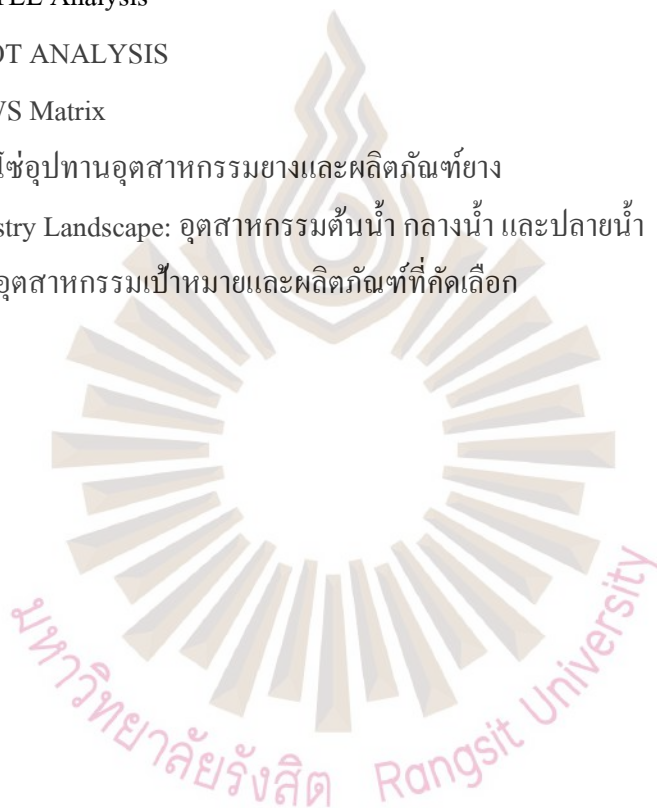 Analysis
ANALYSIS
Matrix
โซ่อุปทานอุตสาหกรรมยางและผลิตภัณฑ์ยาง
Landscape: อุตสาหกรรมต้นน้ำ กลางน้ำ และปลายน้ำ
อุตสาหกรรมเป้าหมายและผลิตภัณฑ์ที่คัดเลือก
มหาวิทยาลัยรังสิต Rangsit University